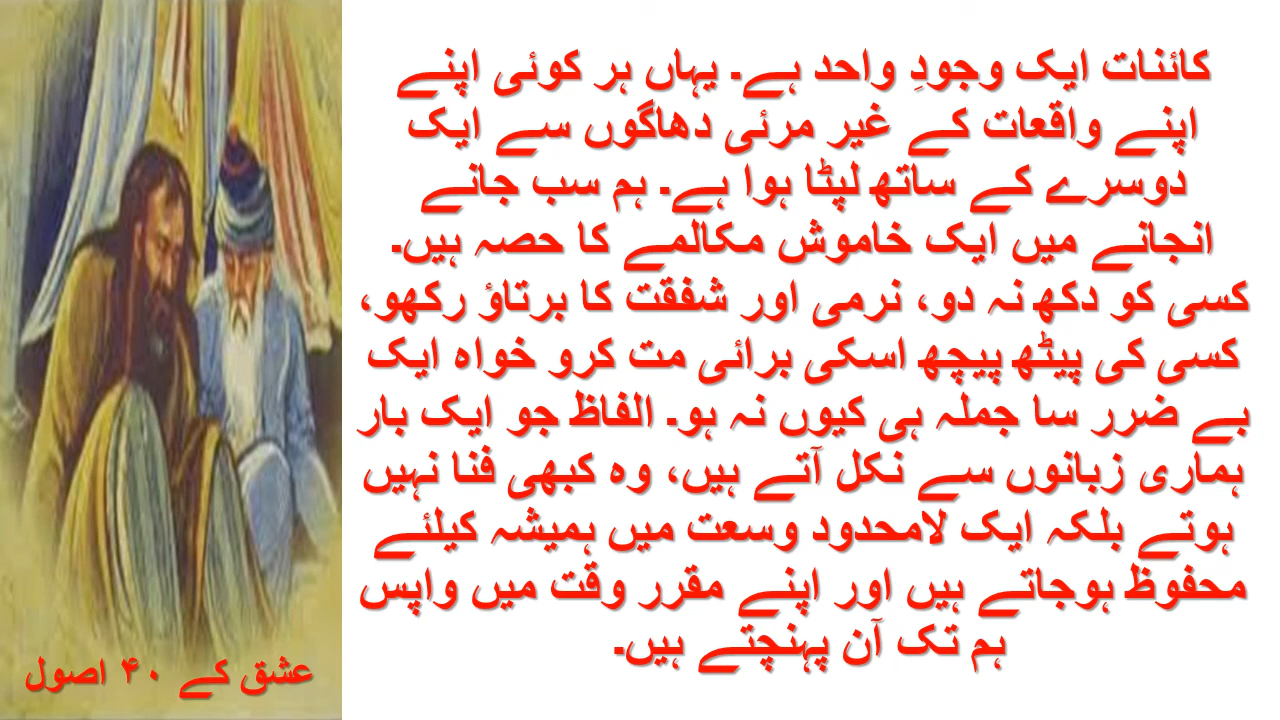 کائنات ایک وجودِ واحد ہے۔ یہاں ہر کوئی اپنے
اپنے واقعات کے غیر مرئی دھاگوں سے ایک
دوسرے کے ساتھ لپٹا ہوا ہے۔ ہم سب جانے
انجانے میں ایک خاموش مکالمے کا حصہ ہیں۔
کسی کو دکھ نہ دو، نرمی اور شفقت کا برتاؤ رکھو،
کسی کی پیٹھ پیچھ اسکی برائی مت کرو خواہ ایک
بے ضرر سا جملہ ہی کیوں نہ ہو۔ الفاظ جو ایک بار
ہماری زبانوں سے نکل آتے ہیں، وہ کبھی فنا نہیں
ہوتے بلکہ ایک لامحدود وسعت میں ہمیشہ کیلئے
محفوظ ہوجاتے ہیں اور اپنے مقرر وقت میں واپس
ہم تک آن پہنچتے ہیں۔
عشق کے ۴۰ اصول